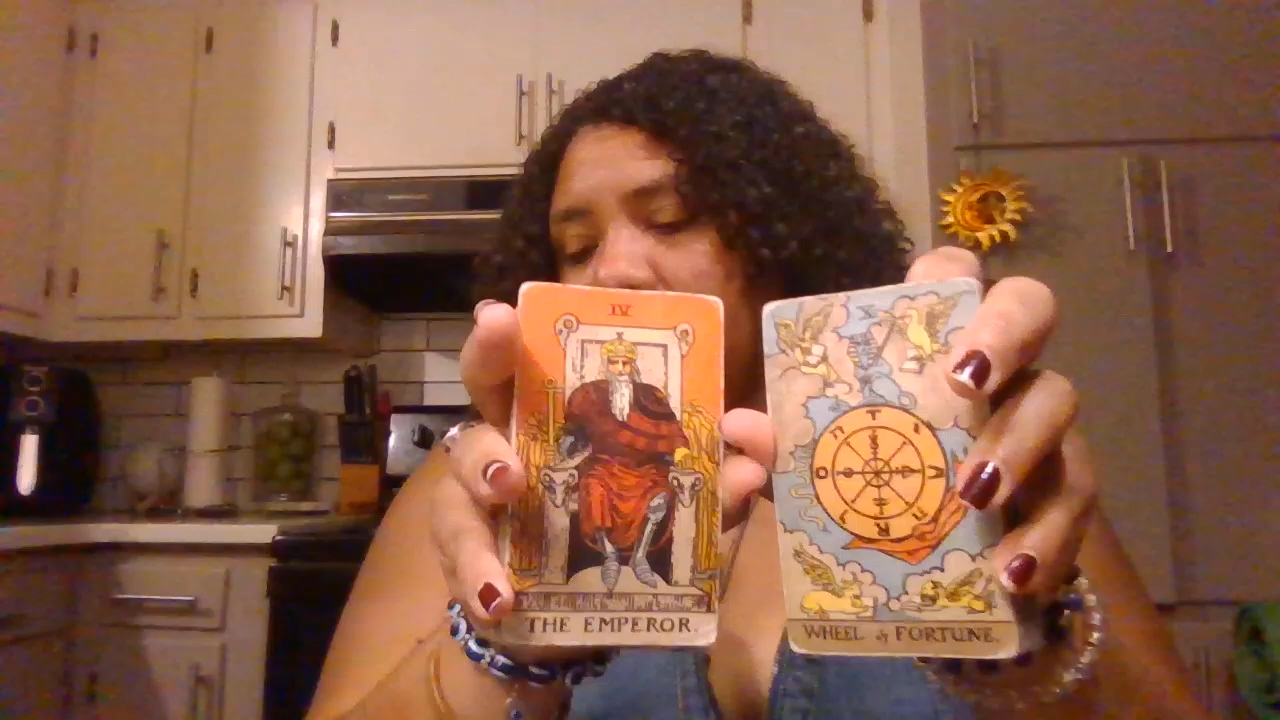 IV
THE EMPEROR.
X
WHEEL of FORTUNE.
T
A
R
O